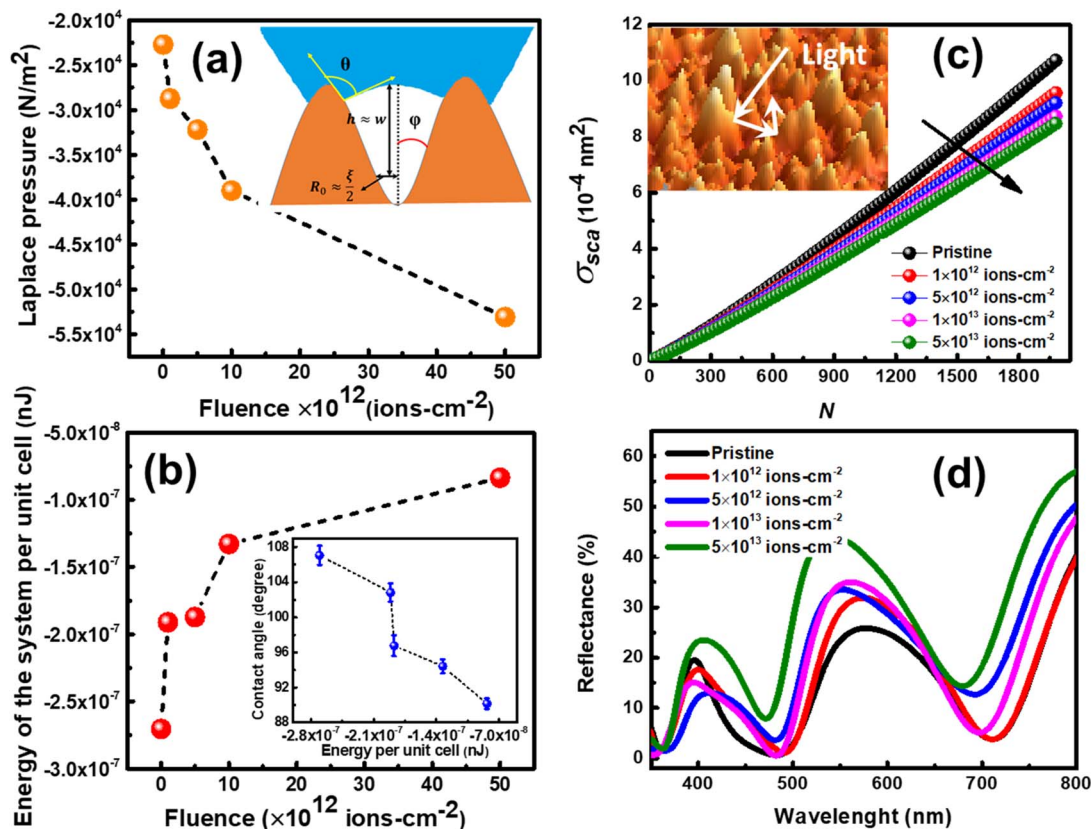 (a)
Laplace pressure (N/m²)
-2.0x10⁴
-2.5x10⁴
-3.0x10⁴
-3.5x10⁴
-4.0x10⁴
-4.5x10⁴
-5.0x10⁴
-5.5x10⁴
θ
h ≈ w
φ
R₀ ≈ ξ/2
0 10 20 30 40 50
Fluence ×10¹² (ions-cm⁻²)
(b)
Energy of the system per unit cell (nJ)
-5.0x10⁻⁸
-1.0x10⁻⁷
-1.5x10⁻⁷
-2.0x10⁻⁷
-2.5x10⁻⁷
-3.0x10⁻⁷
Contact angle (degree)
108
104
100
96
92
88
-2.8x10⁻⁷ -2.1x10⁻⁷ -1.4x10⁻⁷ -7.0x10⁻⁸
Energy per unit cell (nJ)
0 10 20 30 40 50
Fluence (×10¹² ions-cm⁻²)
(c)
Light
σsca (10⁻⁴ nm²)
12
10
8
6
4
2
0
Pristine
1×10¹² ions-cm⁻²
5×10¹² ions-cm⁻²
1×10¹³ ions-cm⁻²
5×10¹³ ions-cm⁻²
0 300 600 900 1200 1500 1800
N
(d)
Pristine
1×10¹² ions-cm⁻²
5×10¹² ions-cm⁻²
1×10¹³ ions-cm⁻²
5×10¹³ ions-cm⁻²
Reflectance (%)
60
50
40
30
20
10
0
400 500 600 700 800
Wavelenght (nm)